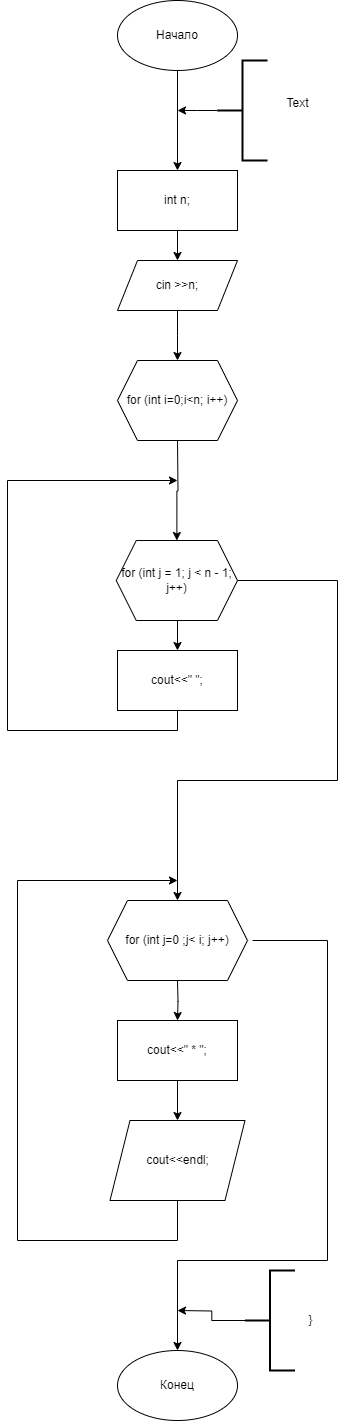 Начало
Text
int n;
cin >>n;
for (int i=0;i<n; i++)
for (int j = 1; j < n - 1;
j++)
cout<<" ";
for (int j=0 ;j< i; j++)
cout<<" * ";
cout<<endl;
}
Конец